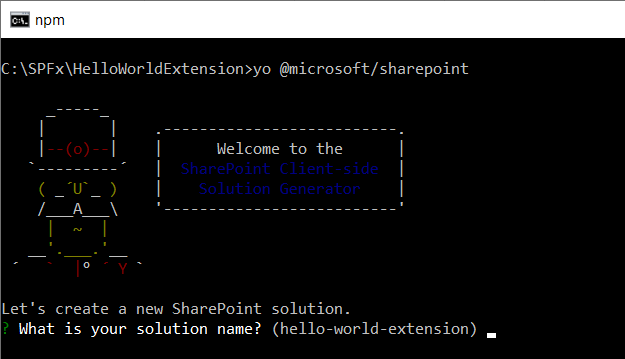 npm
C:\SPFx\HelloWorldExtension>yo @microsoft/sharepoint
     _-----_
    |       |    .--------------------------.
    |--(o)--|    |      Welcome to the      |
   `---------´   |  SharePoint Client-side  |
    ( _´U`_ )    |    Solution Generator    |
    /___A___\    '--------------------------'
     |  ~  |
   __'.___.'__
 ´   `  |° ´ Y `
Let's create a new SharePoint solution.
? What is your solution name? (hello-world-extension)